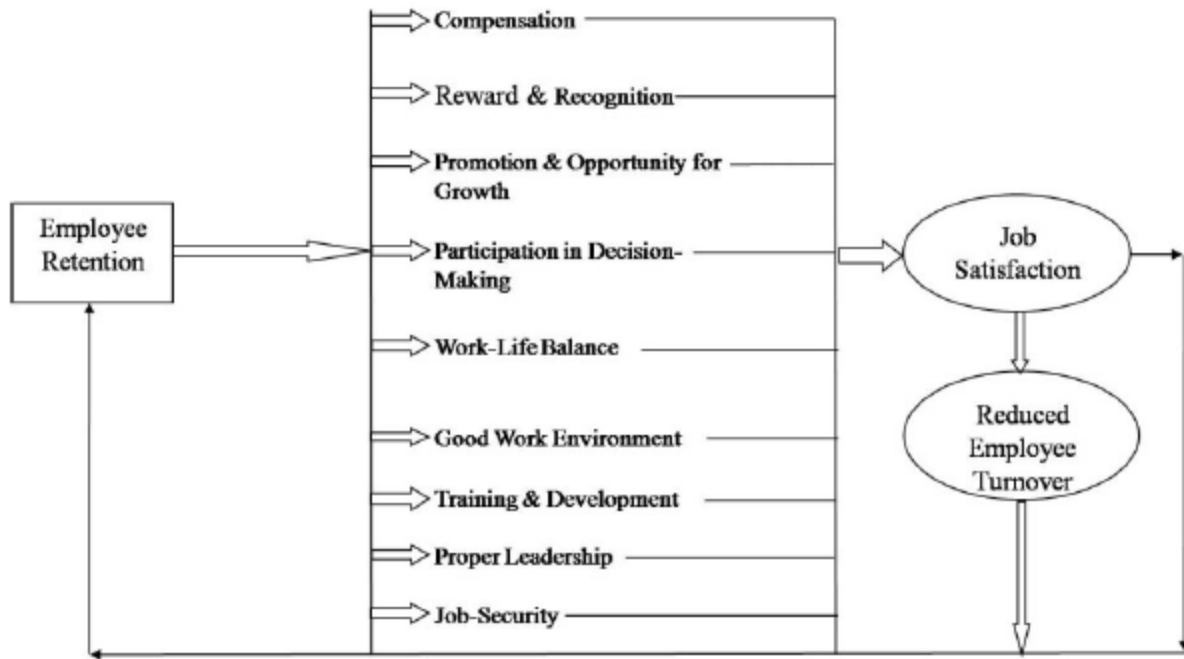 Compensation
Reward & Recognition
Promotion & Opportunity for
Growth
Employee
Retention
Participation in Decision-
Making
Job
Satisfaction
Work-Life Balance
Good Work Environment
Reduced
Employee
Turnover
Training & Development
Proper Leadership
Job-Security